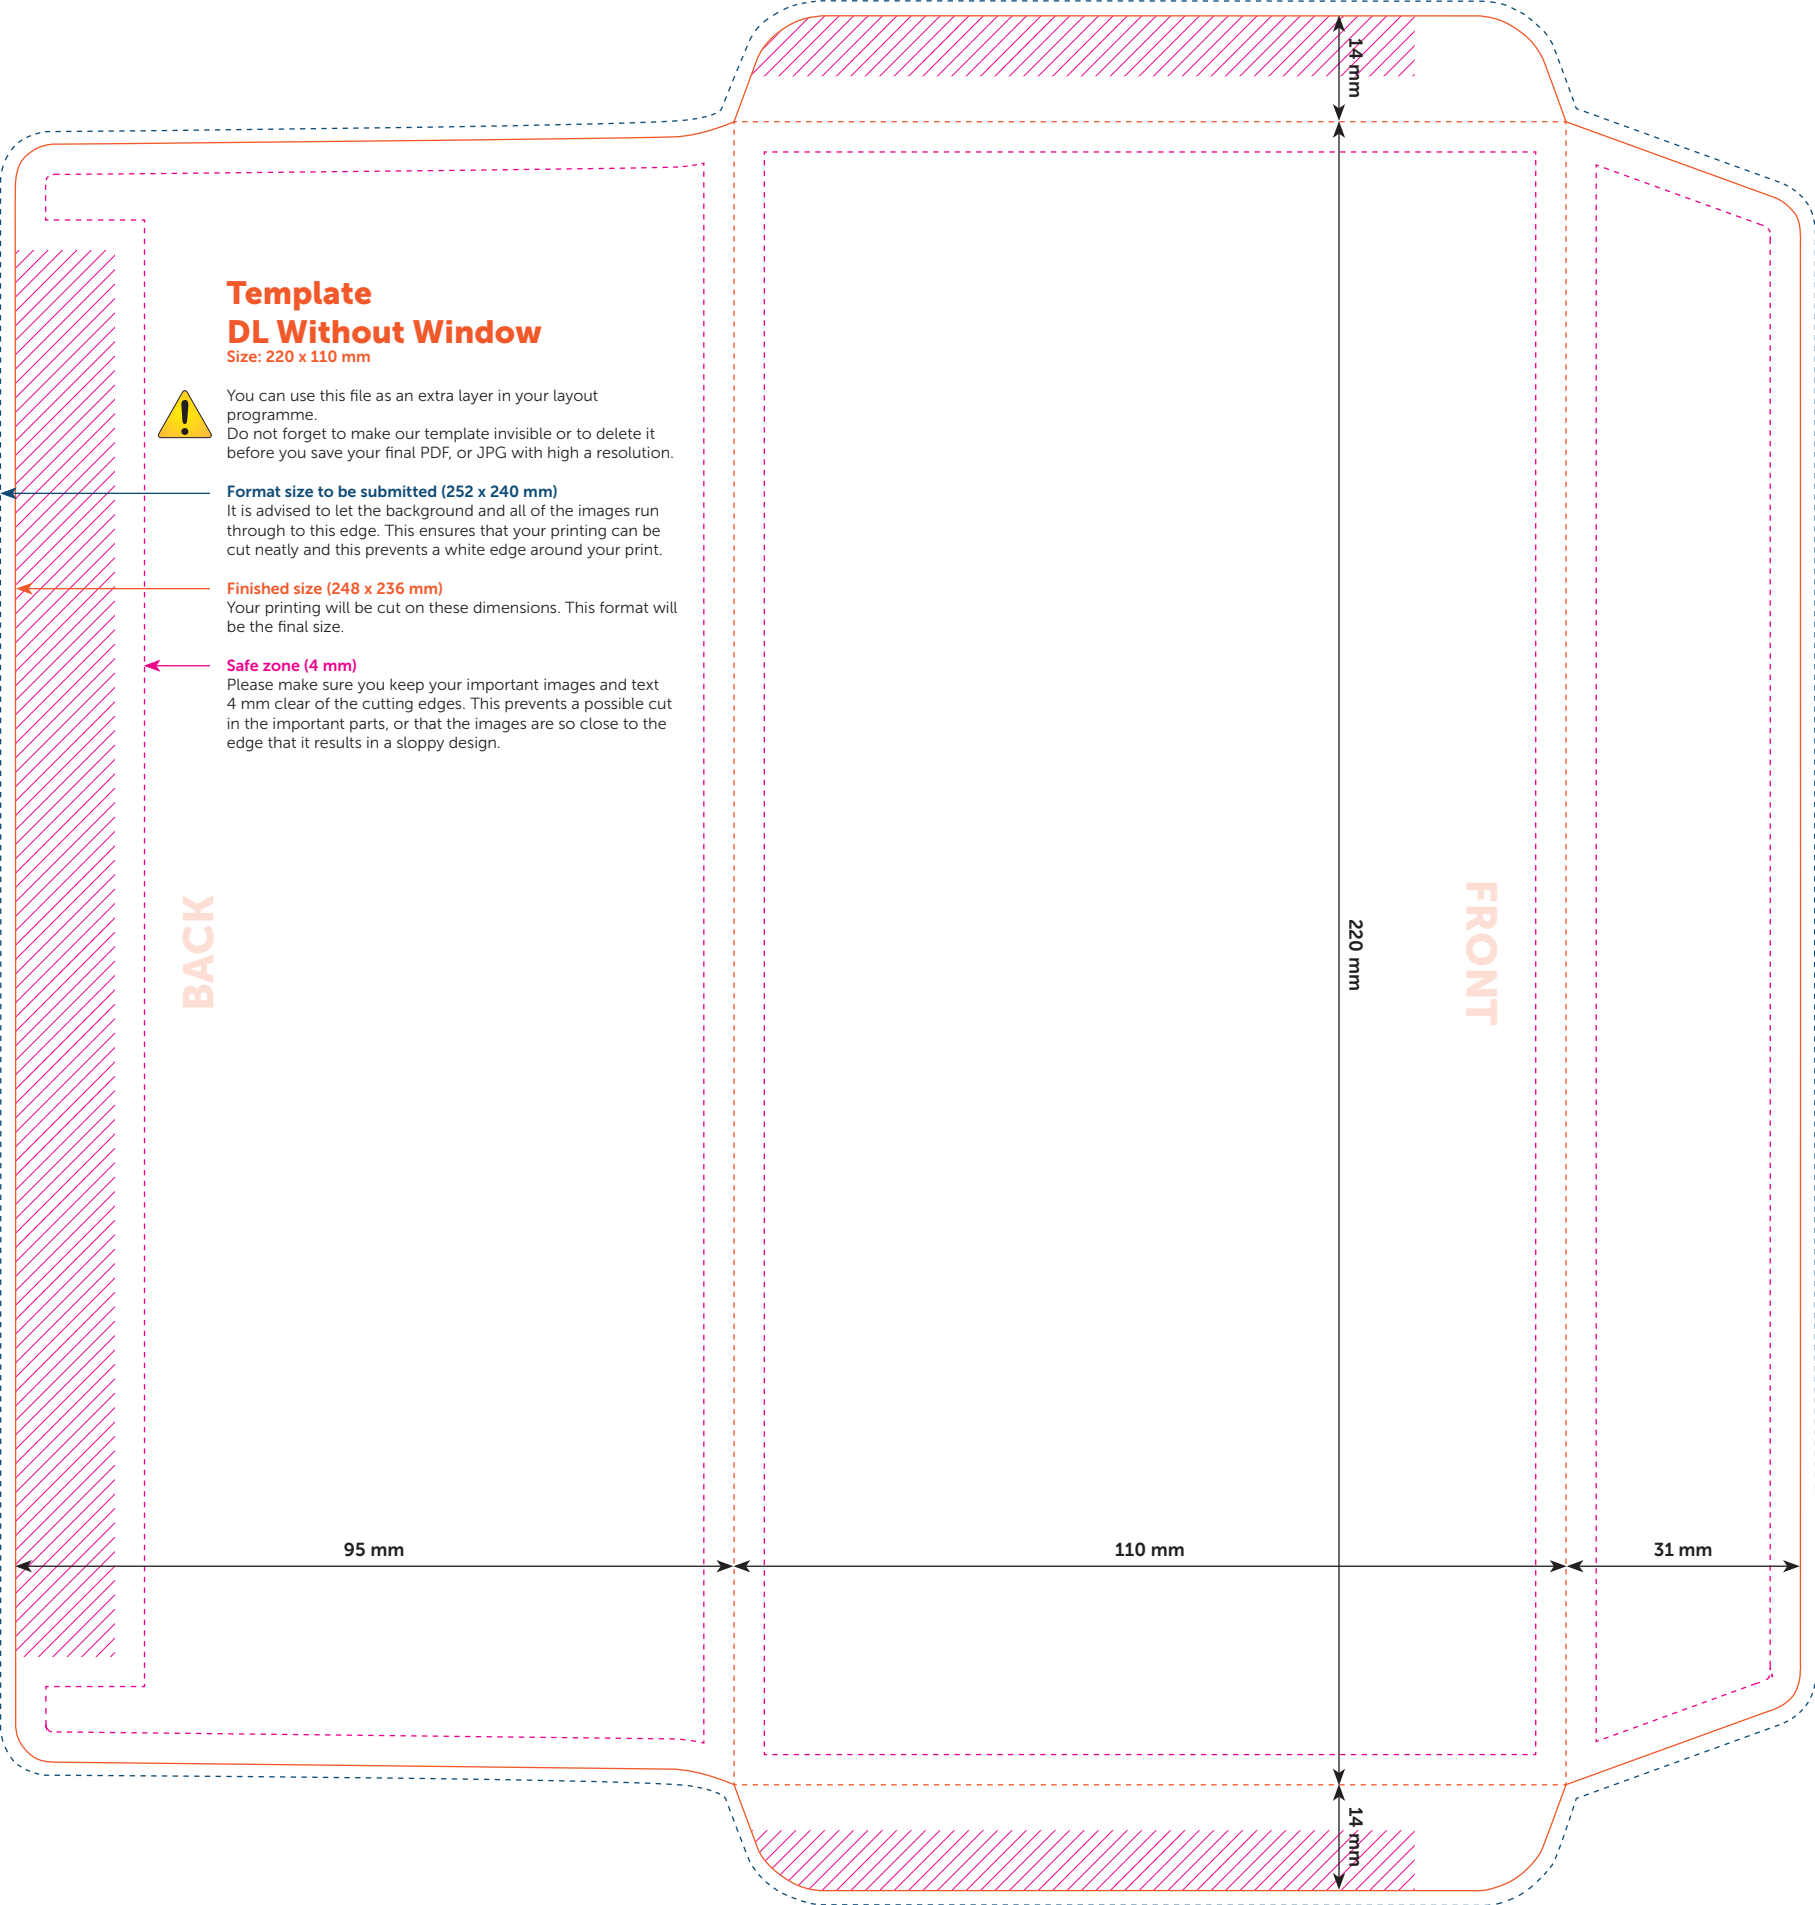 14 mm
Template
DL Without Window
Size: 220 x 110 mm
You can use this file as an extra layer in your layout
programme.
Do not forget to make our template invisible or to delete it
before you save your final PDF, or JPG with high a resolution.
Format size to be submitted (252 x 240 mm)
It is advised to let the background and all of the images run
through to this edge. This ensures that your printing can be
cut neatly and this prevents a white edge around your print.
Finished size (248 x 236 mm)
Your printing will be cut on these dimensions. This format will
be the final size.
Safe zone (4 mm)
Please make sure you keep your important images and text
4 mm clear of the cutting edges. This prevents a possible cut
in the important parts, or that the images are so close to the
edge that it results in a sloppy design.
BACK
220 mm
FRONT
95 mm
110 mm
31 mm
14 mm